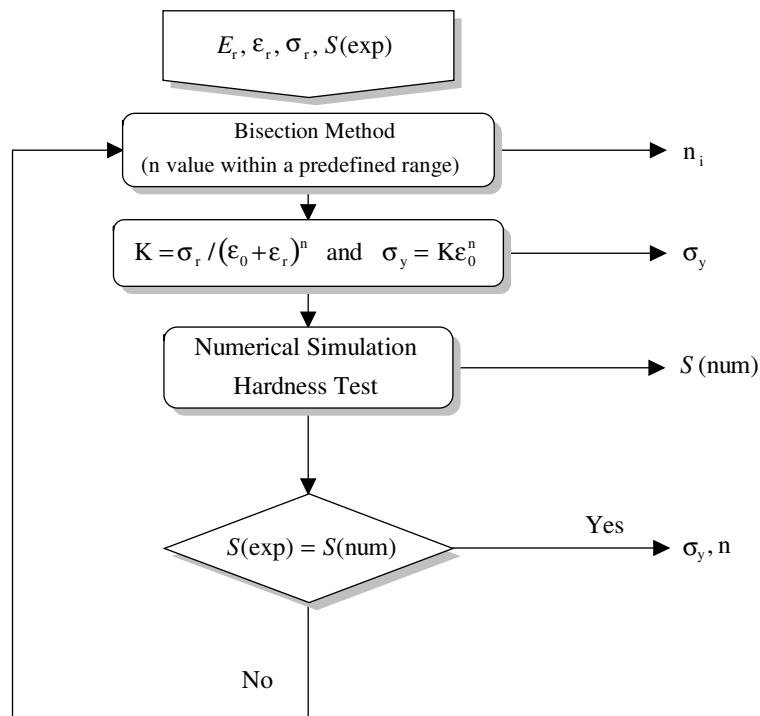 E_r, ε_r, σ_r, S(exp)
Bisection Method
(n value within a predefined range)
n_i
K = σ_r /(ε_0+ε_r)^n and σ_y = Kε_0^n
σ_y
Numerical Simulation
Hardness Test
S(num)
S(exp) = S(num)
Yes
σ_y, n
No